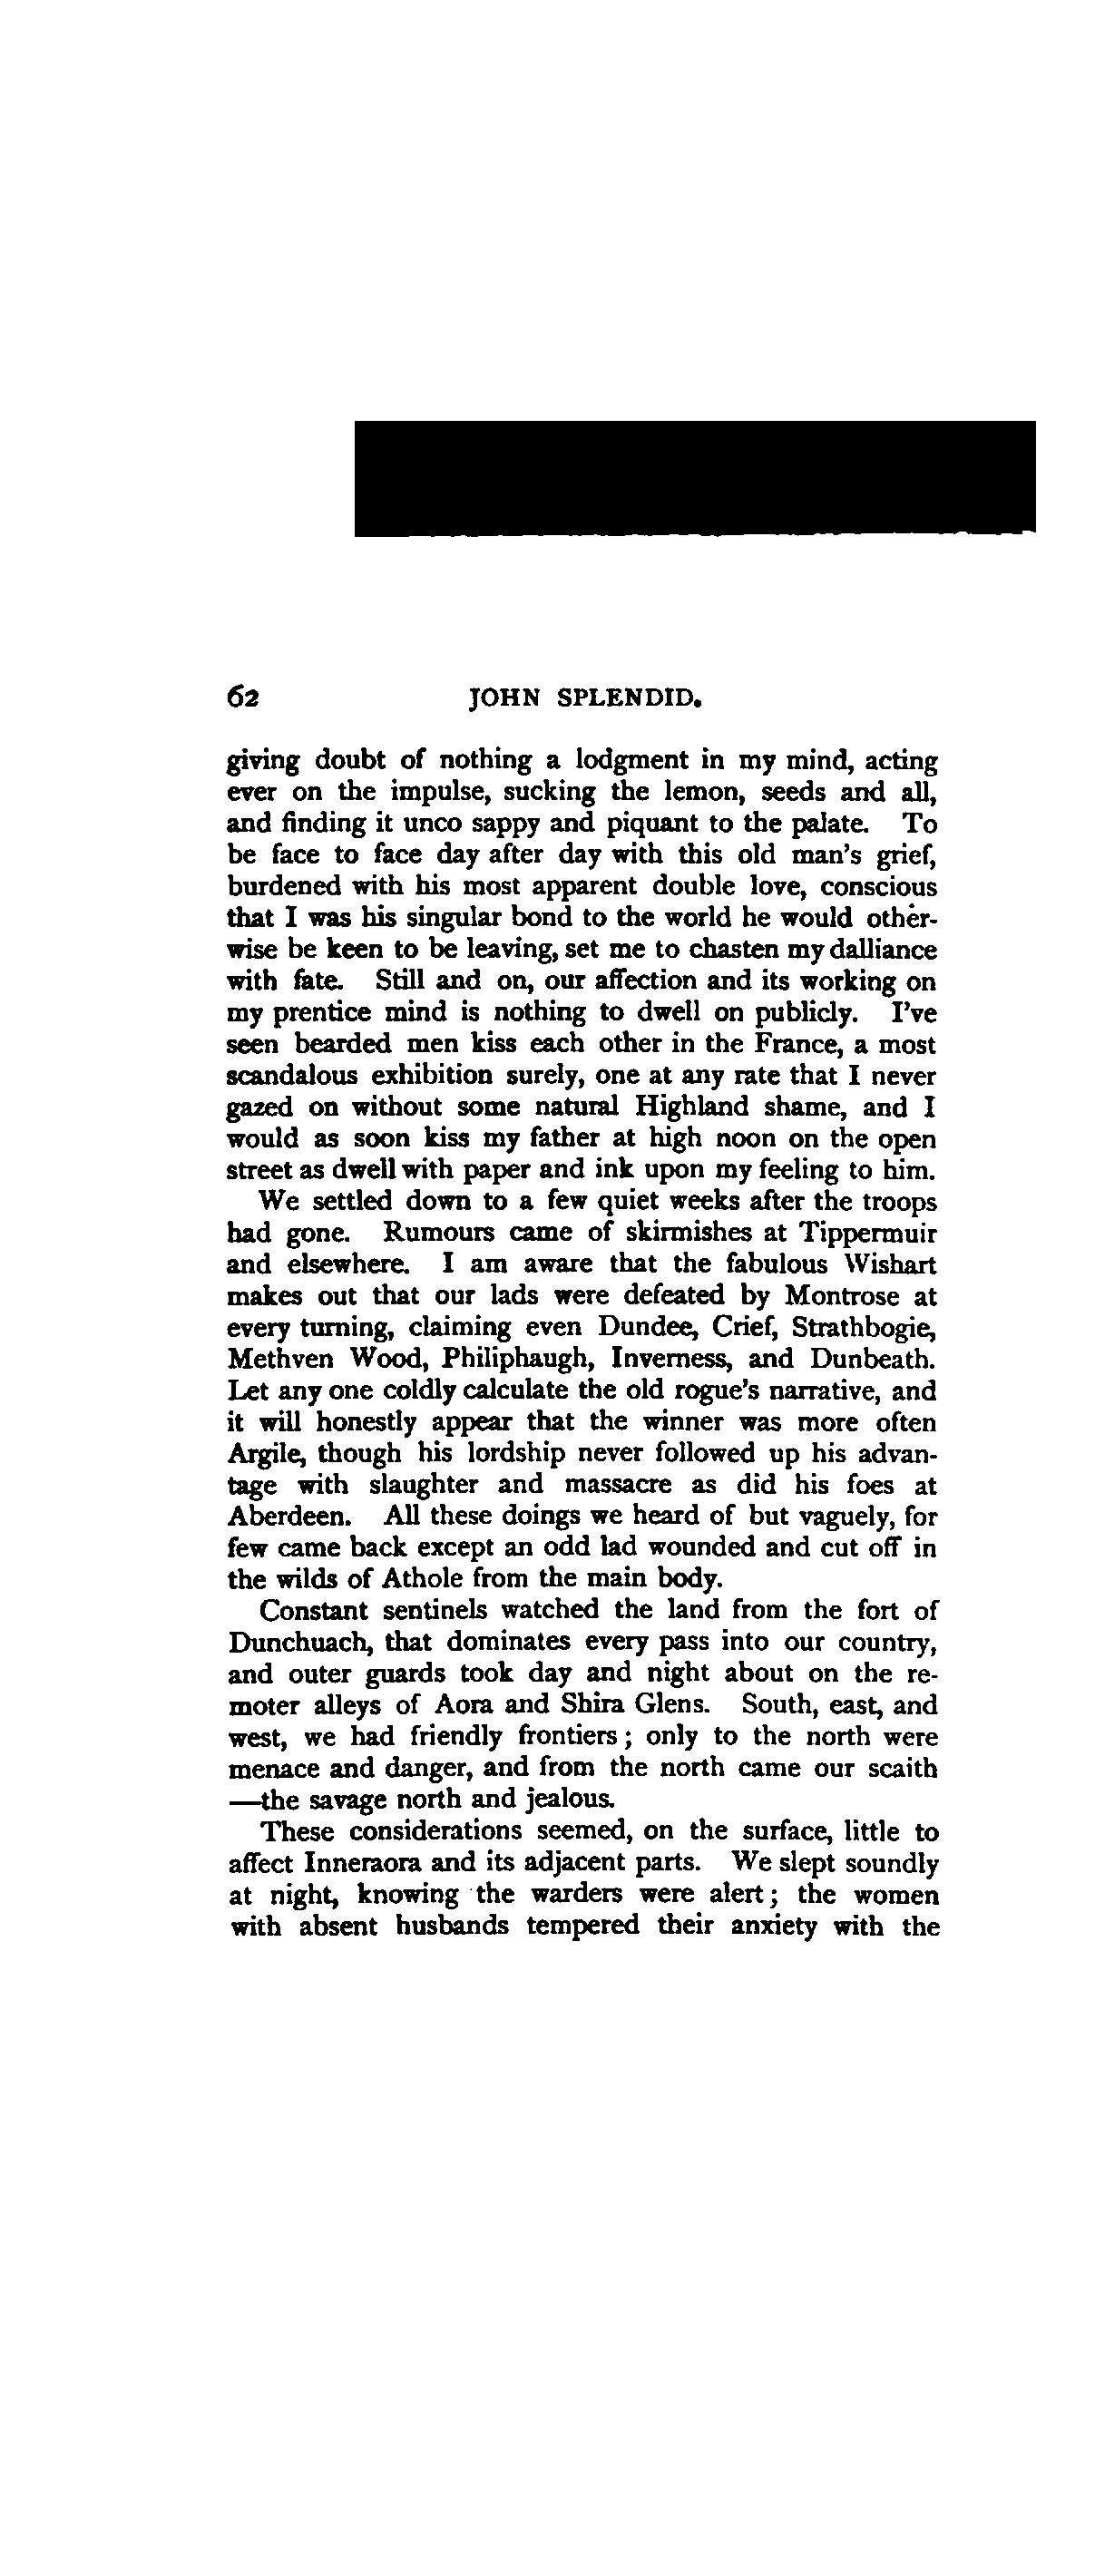 62 JOHN SPLENDID.
giving doubt of nothing a lodgment in my mind, acting
ever on the impulse, sucking the lemon, seeds and all,
and finding it unco sappy and piquant to the palate. To
be face to face day after day with this old man's grief,
burdened with his most apparent double love, conscious
that I was his singular bond to the world he would other-
wise be keen to be leaving, set me to chasten my dalliance
with fate. Still and on, our affection and its working on
my prentice mind is nothing to dwell on publicly. I've
seen bearded men kiss each other in the France, a most
scandalous exhibition surely, one at any rate that I never
gazed on without some natural Highland shame, and I
would as soon kiss my father at high noon on the open
street as dwell with paper and ink upon my feeling to him.
We settled down to a few quiet weeks after the troops
had gone. Rumours came of skirmishes at Tippermuir
and elsewhere. I am aware that the fabulous Wishart
makes out that our lads were defeated by Montrose at
every turning, claiming even Dundee, Crief, Strathbogie,
Methven Wood, Philiphaugh, Inverness, and Dunbeath.
Let any one coldly calculate the old rogue's narrative, and
it will honestly appear that the winner was more often
Argile, though his lordship never followed up his advan-
tage with slaughter and massacre as did his foes at
Aberdeen. All these doings we heard of but vaguely, for
few came back except an odd lad wounded and cut off in
the wilds of Athole from the main body.
Constant sentinels watched the land from the fort of
Dunchuach, that dominates every pass into our country,
and outer guards took day and night about on the re-
moter alleys of Aora and Shira Glens. South, east, and
west, we had friendly frontiers; only to the north were
menace and danger, and from the north came our scaith
—the savage north and jealous.
These considerations seemed, on the surface, little to
affect Inneraora and its adjacent parts. We slept soundly
at night, knowing the warders were alert; the women
with absent husbands tempered their anxiety with the